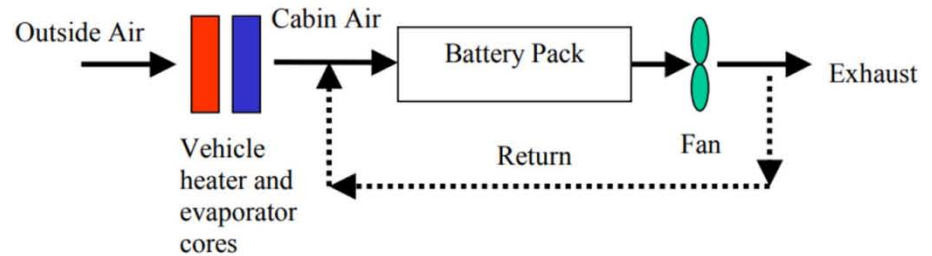 Outside Air
Cabin Air
Battery Pack
Exhaust
Fan
Vehicle
heater and
evaporator
cores
Return